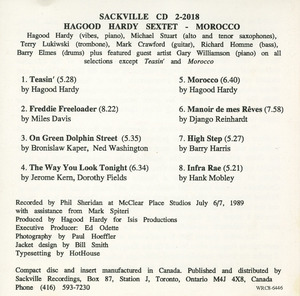 SACKVILLE CD 2-2018
HAGOOD HARDY SEXTET - MOROCCO
Hagood Hardy (vibes, piano), Michael Stuart (alto and tenor saxophones),
Terry Lukiwski (trombone), Mark Crawford (guitar), Richard Homme (bass),
Barry Elmes (drums) plus featured guest artist Gary Williamson (piano) on all
selections except Teasin' and Morocco
1. Teasin' (5.28)
by Hagood Hardy
2. Freddie Freeloader (8.22)
by Miles Davis
3. On Green Dolphin Street (5.35)
by Bronislaw Kaper, Ned Washington
4. The Way You Look Tonight (6.34)
by Jerome Kern, Dorothy Fields
5. Morocco (6.40)
by Hagood Hardy
6. Manoir de mes Rêves (7.58)
by Django Reinhardt
7. High Step (5.27)
by Barry Harris
8. Infra Rae (5.21)
by Hank Mobley
Recorded by Phil Sheridan at McClear Place Studios July 6/7, 1989
with assistance from Mark Spiteri
Produced by Hagood Hardy for Isis Productions
Executive Producer: Ed Odette
Photography by Paul Hoeffler
Jacket design by Bill Smith
Typesetting by HotHouse
Compact disc and insert manufactured in Canada. Published and distributed by
Sackville Recordings, Box 87, Station J, Toronto, Ontario M4J 4X8, Canada
Phone (416) 593-7230
WRC8-6446